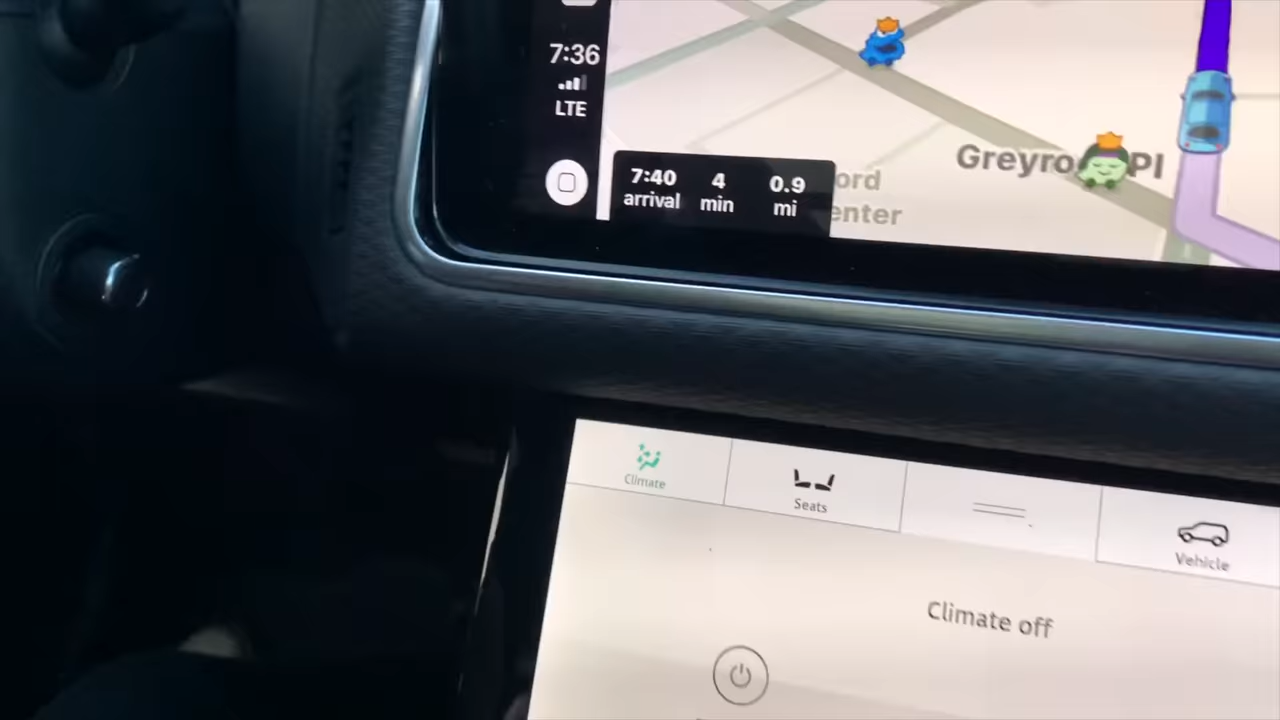 7:36
LTE
7:40 4 0.9
arrival min mi
Climate
Seats
Vehicle
Climate off